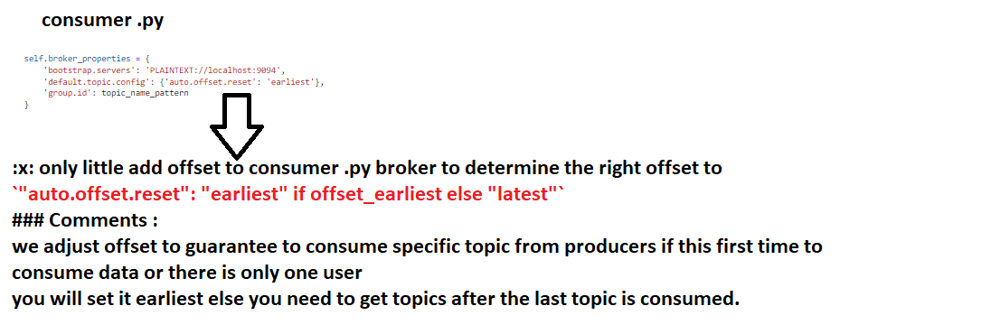 consumer .py
self.broker_properties = {
'bootstrap.servers': 'PLAINTEXT://localhost:9094',
'default.topic.config': {'auto.offset.reset': 'earliest'},
'group.id': topic_name_pattern
}
:x: only little add offset to consumer .py broker to determine the right offset to
`"auto.offset.reset": "earliest" if offset_earliest else "latest"`
### Comments :
we adjust offset to guarantee to consume specific topic from producers if this first time to
consume data or there is only one user
you will set it earliest else you need to get topics after the last topic is consumed.